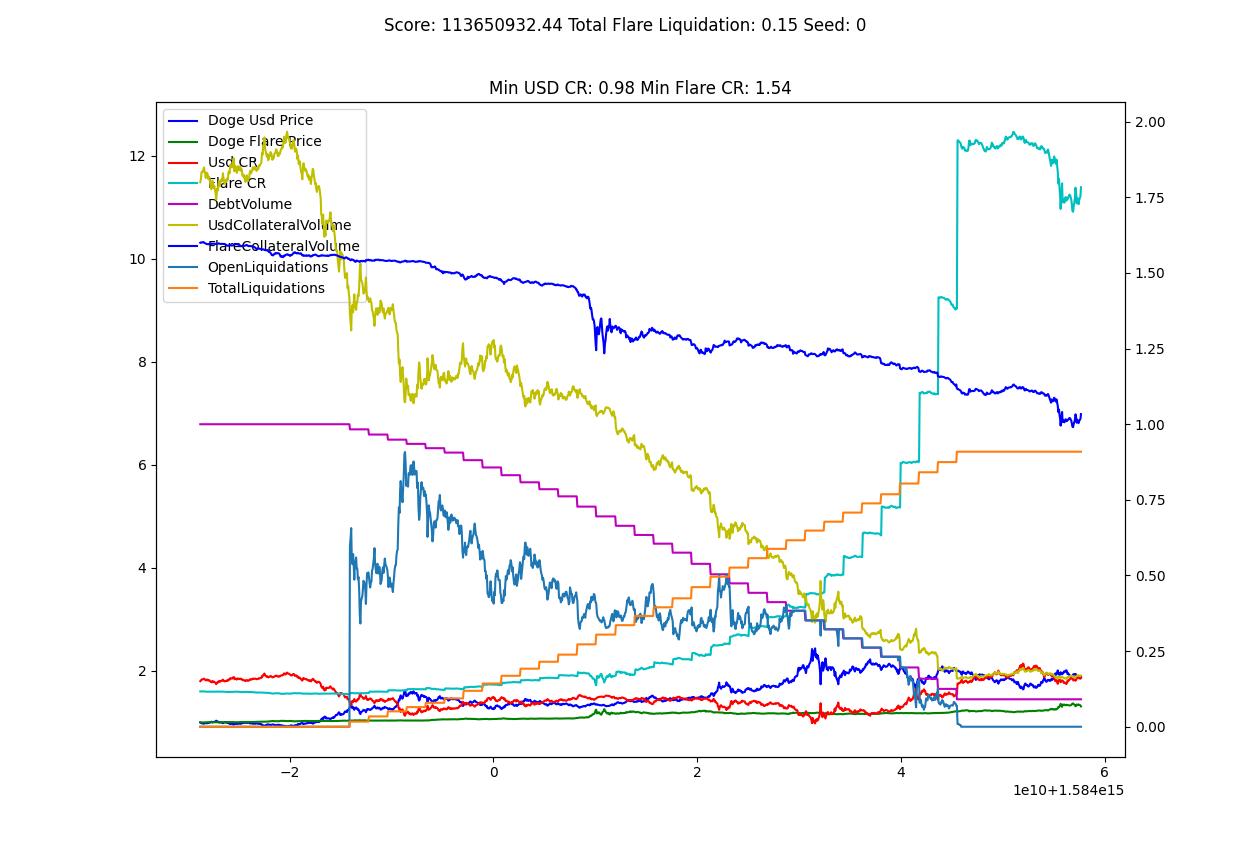 Score: 113650932.44 Total Flare Liquidation: 0.15 Seed: 0
Min USD CR: 0.98 Min Flare CR: 1.54
Doge Usd Price
Doge Flare Price
Usd CR
Flare CR
DebtVolume
UsdCollateralVolume
FlareCollateralVolume
OpenLiquidations
TotalLiquidations
12
10
8
6
4
2
2.00
1.75
1.50
1.25
1.00
0.75
0.50
0.25
0.00
−2 0 2 4 6
1e10+1.584e15